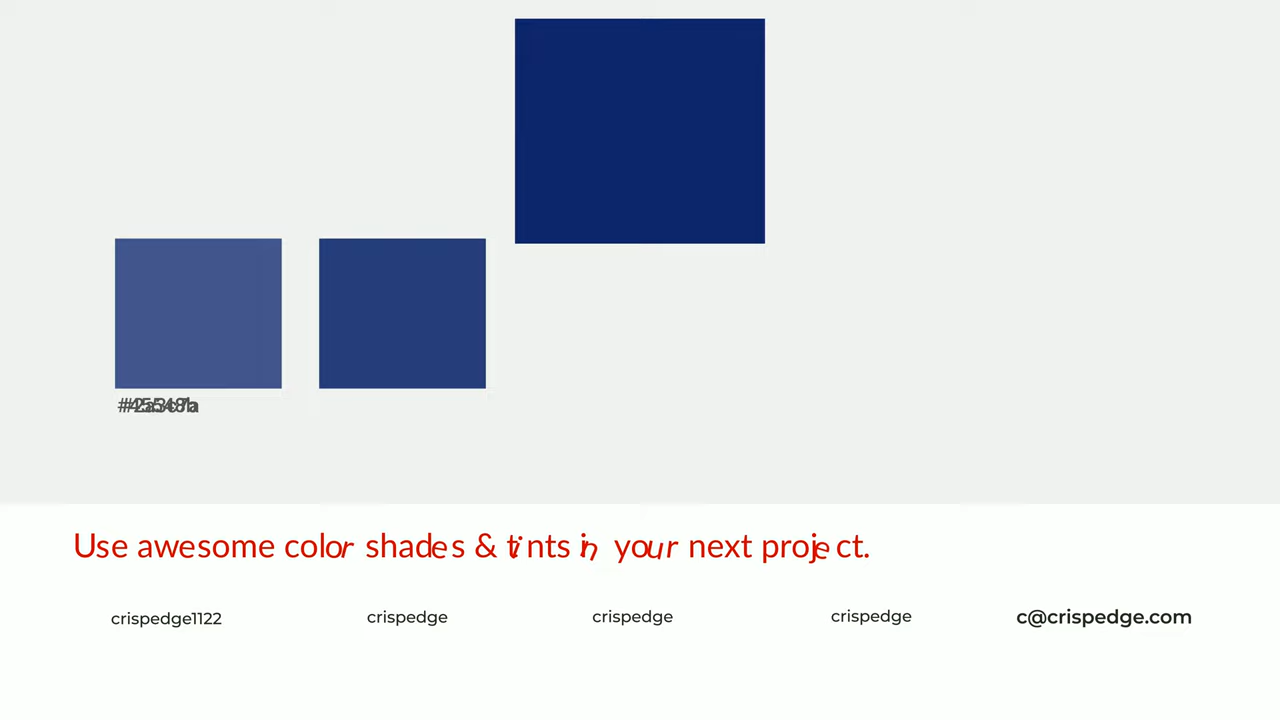 Use awesome color shades & tints in your next project.
crispedge1122 crispedge crispedge crispedge c@crispedge.com